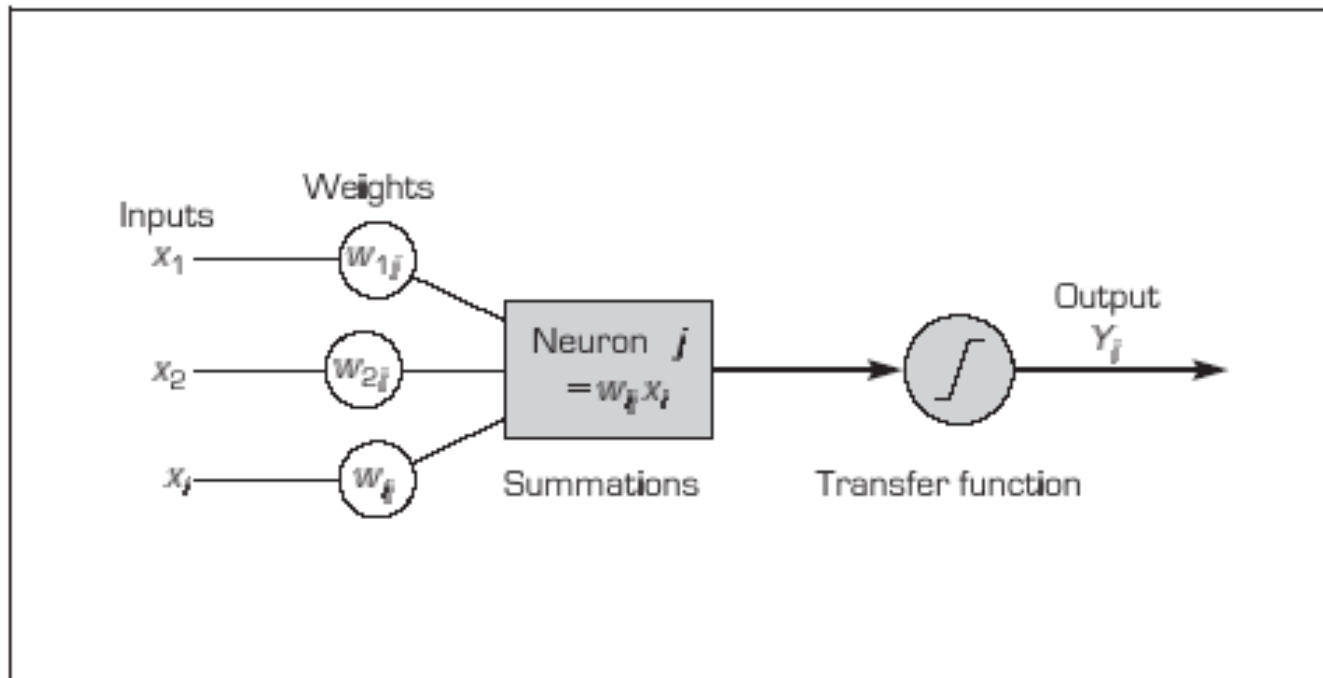 Weights
Inputs
x₁
w₁ⱼ
x₂
w₂ⱼ
xᵢ
wᵢⱼ
Neuron j
=wᵢⱼxᵢ
Summations
Transfer function
Output
Yⱼ